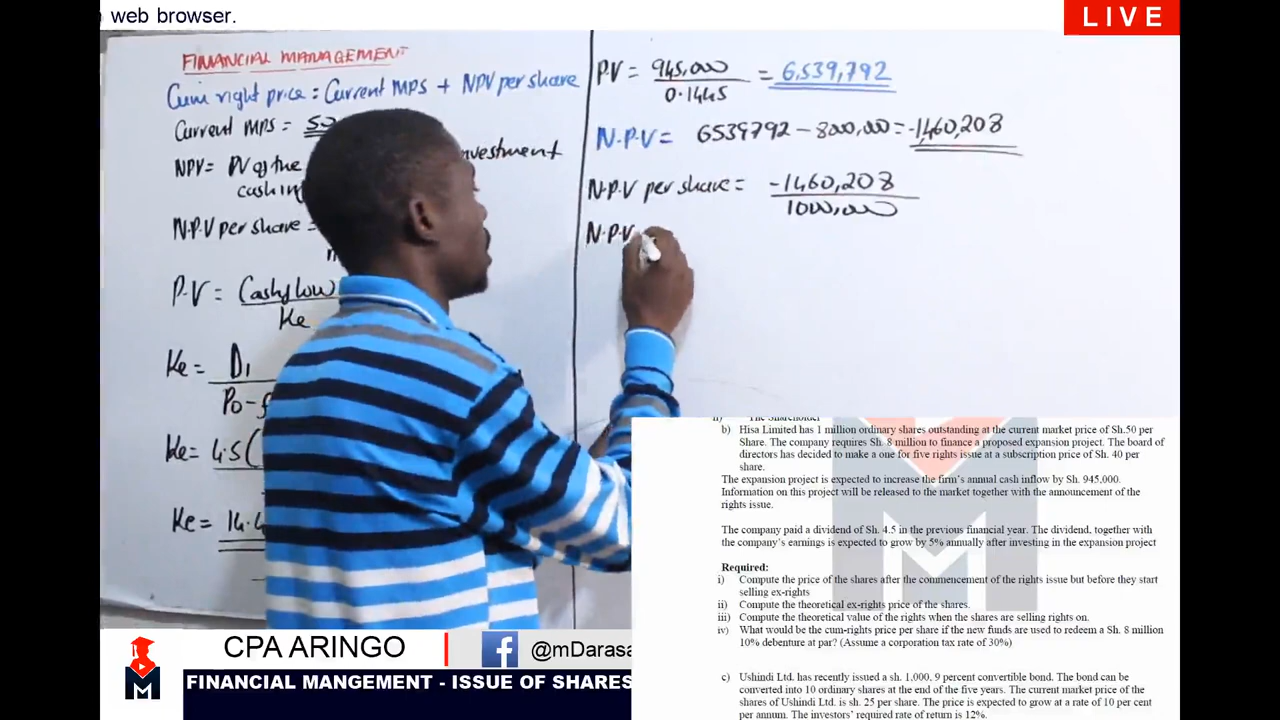 web browser.
LIVE
FINANCIAL MANAGEMENT
Cum right price = Current MPS + NPV per share
Current MPS = 50
NPV = PV of the
nvestment
cash in
N.P.V per share =
P.V = Cashflow
Ke
Ke = D1
P0 - f
Ke = 4.5(
Ke = 14.4
P.V = 945,000 = 6,539,792
0.1445
N.P.V = 6539792 - 800,00 = -1,460,208
N.P.V per share = -1460,208
1000,000
N.P.V
ii) The Shareholder
b) Hisa Limited has 1 million ordinary shares outstanding at the current market price of Sh.50 per
Share. The company requires Sh. 8 million to finance a proposed expansion project. The board of
directors has decided to make a one for five rights issue at a subscription price of Sh. 40 per
share.
The expansion project is expected to increase the firm's annual cash inflow by Sh. 945,000.
Information on this project will be released to the market together with the announcement of the
rights issue.
The company paid a dividend of Sh. 4.5 in the previous financial year. The dividend, together with
the company's earnings is expected to grow by 5% annually after investing in the expansion project
Required:
i) Compute the price of the shares after the commencement of the rights issue but before they start
selling ex-rights
ii) Compute the theoretical ex-rights price of the shares.
iii) Compute the theoretical value of the rights when the shares are selling rights on.
iv) What would be the cum-rights price per share if the new funds are used to redeem a Sh. 8 million
10% debenture at par? (Assume a corporation tax rate of 30%)
c) Ushindi Ltd. has recently issued a sh. 1,000, 9 percent convertible bond. The bond can be
converted into 10 ordinary shares at the end of the five years. The current market price of the
shares of Ushindi Ltd. is sh. 25 per share. The price is expected to grow at a rate of 10 per cent
per annum. The investors' required rate of return is 12%.
CPA ARINGO
@mDarasa
FINANCIAL MANGEMENT - ISSUE OF SHARES